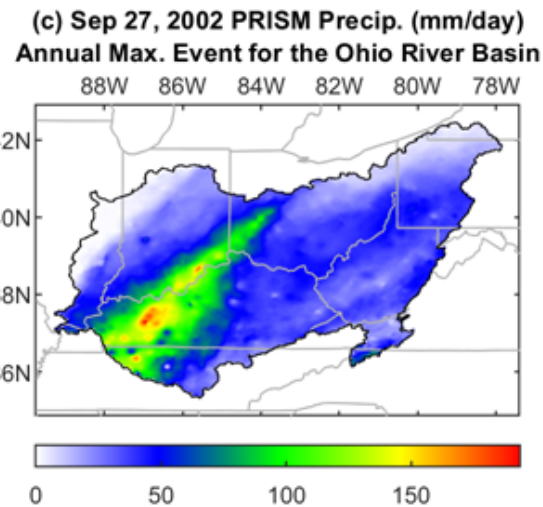 (c) Sep 27, 2002 PRISM Precip. (mm/day)
Annual Max. Event for the Ohio River Basin
88W 86W 84W 82W 80W 78W
2N
0N
8N
6N
0 50 100 150